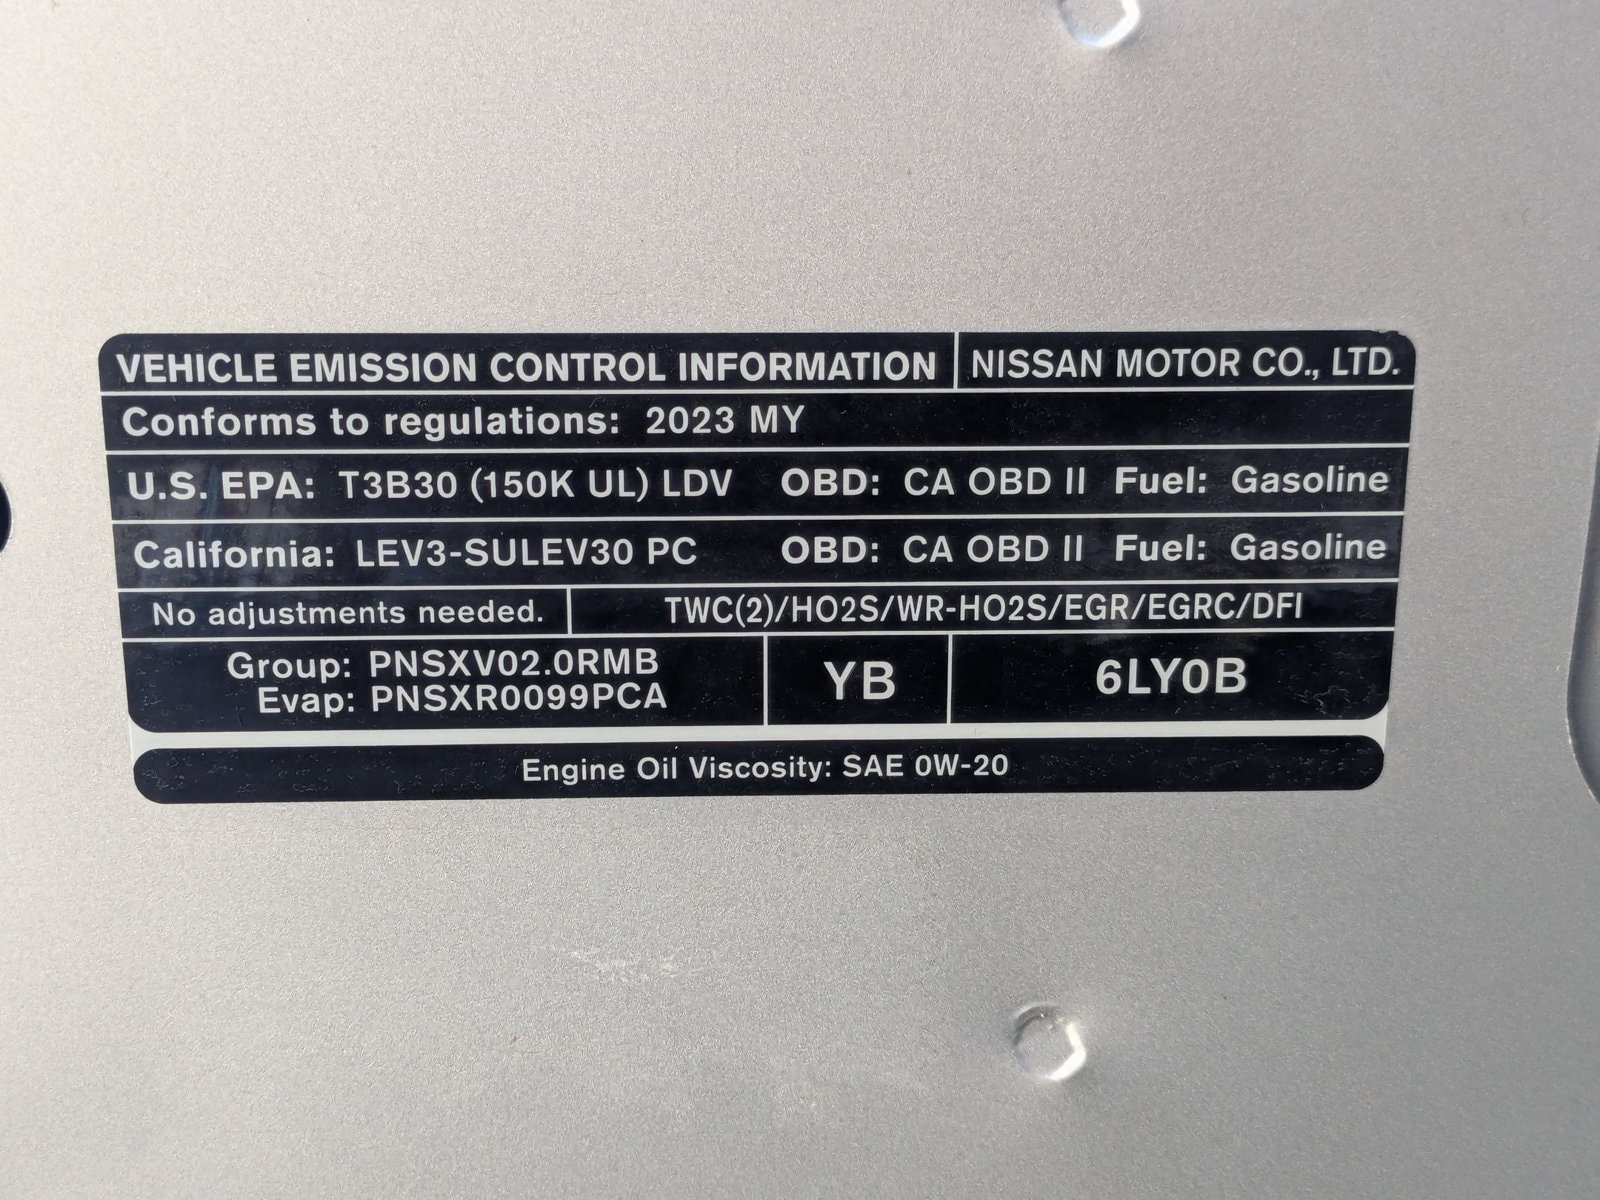 VEHICLE EMISSION CONTROL INFORMATION NISSAN MOTOR CO., LTD.
Conforms to regulations: 2023 MY
U.S. EPA: T3B30 (150K UL) LDV OBD: CA OBD II Fuel: Gasoline
California: LEV3-SULEV30 PC OBD: CA OBD II Fuel: Gasoline
No adjustments needed. TWC(2)/HO2S/WR-HO2S/EGR/EGRC/DFI
Group: PNSXV02.0RMB
Evap: PNSXR0099PCA
YB
6LY0B
Engine Oil Viscosity: SAE 0W-20